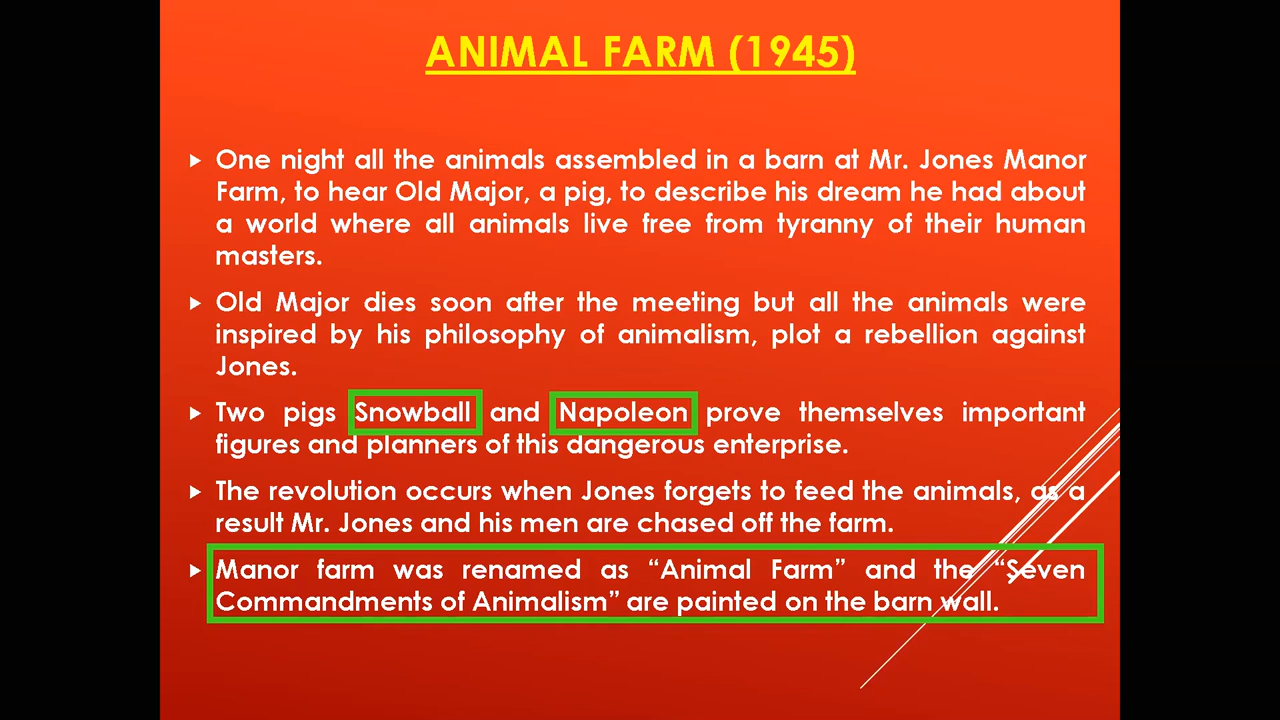 ANIMAL FARM (1945)
One night all the animals assembled in a barn at Mr. Jones Manor
Farm, to hear Old Major, a pig, to describe his dream he had about
a world where all animals live free from tyranny of their human
masters.
Old Major dies soon after the meeting but all the animals were
inspired by his philosophy of animalism, plot a rebellion against
Jones.
Two pigs Snowball and Napoleon prove themselves important
figures and planners of this dangerous enterprise.
The revolution occurs when Jones forgets to feed the animals, as a
result Mr. Jones and his men are chased off the farm.
Manor farm was renamed as “Animal Farm” and the “Seven
Commandments of Animalism” are painted on the barn wall.